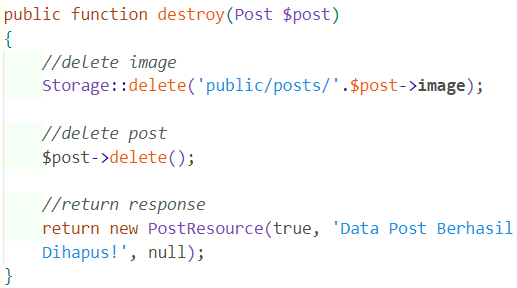 public function destroy(Post $post)
{
    //delete image
    Storage::delete('public/posts/'.$post->image);

    //delete post
    $post->delete();

    //return response
    return new PostResource(true, 'Data Post Berhasil
    Dihapus!', null);
}